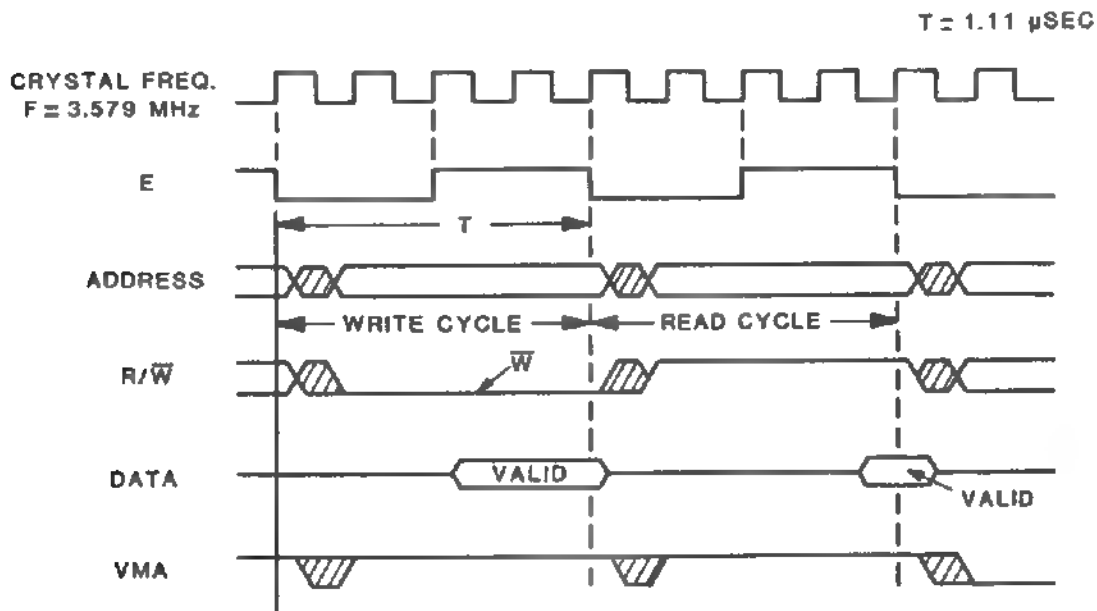 T = 1.11 µSEC
CRYSTAL FREQ.
F = 3.579 MHz
E
T
ADDRESS
WRITE CYCLE
READ CYCLE
R/W̅
W̅
DATA
VALID
VALID
VMA